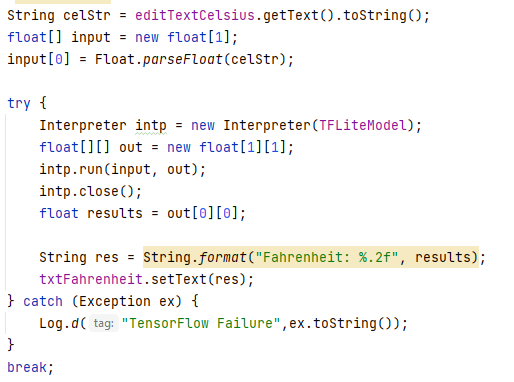 String celStr = editTextCelsius.getText().toString();
float[] input = new float[1];
input[0] = Float.parseFloat(celStr);
try {
Interpreter intp = new Interpreter(TFLiteModel);
float[][] out = new float[1][1];
intp.run(input, out);
intp.close();
float results = out[0][0];
String res = String.format("Fahrenheit: %.2f", results);
txtFahrenheit.setText(res);
} catch (Exception ex) {
Log.d( tag: "TensorFlow Failure",ex.toString());
}
break;